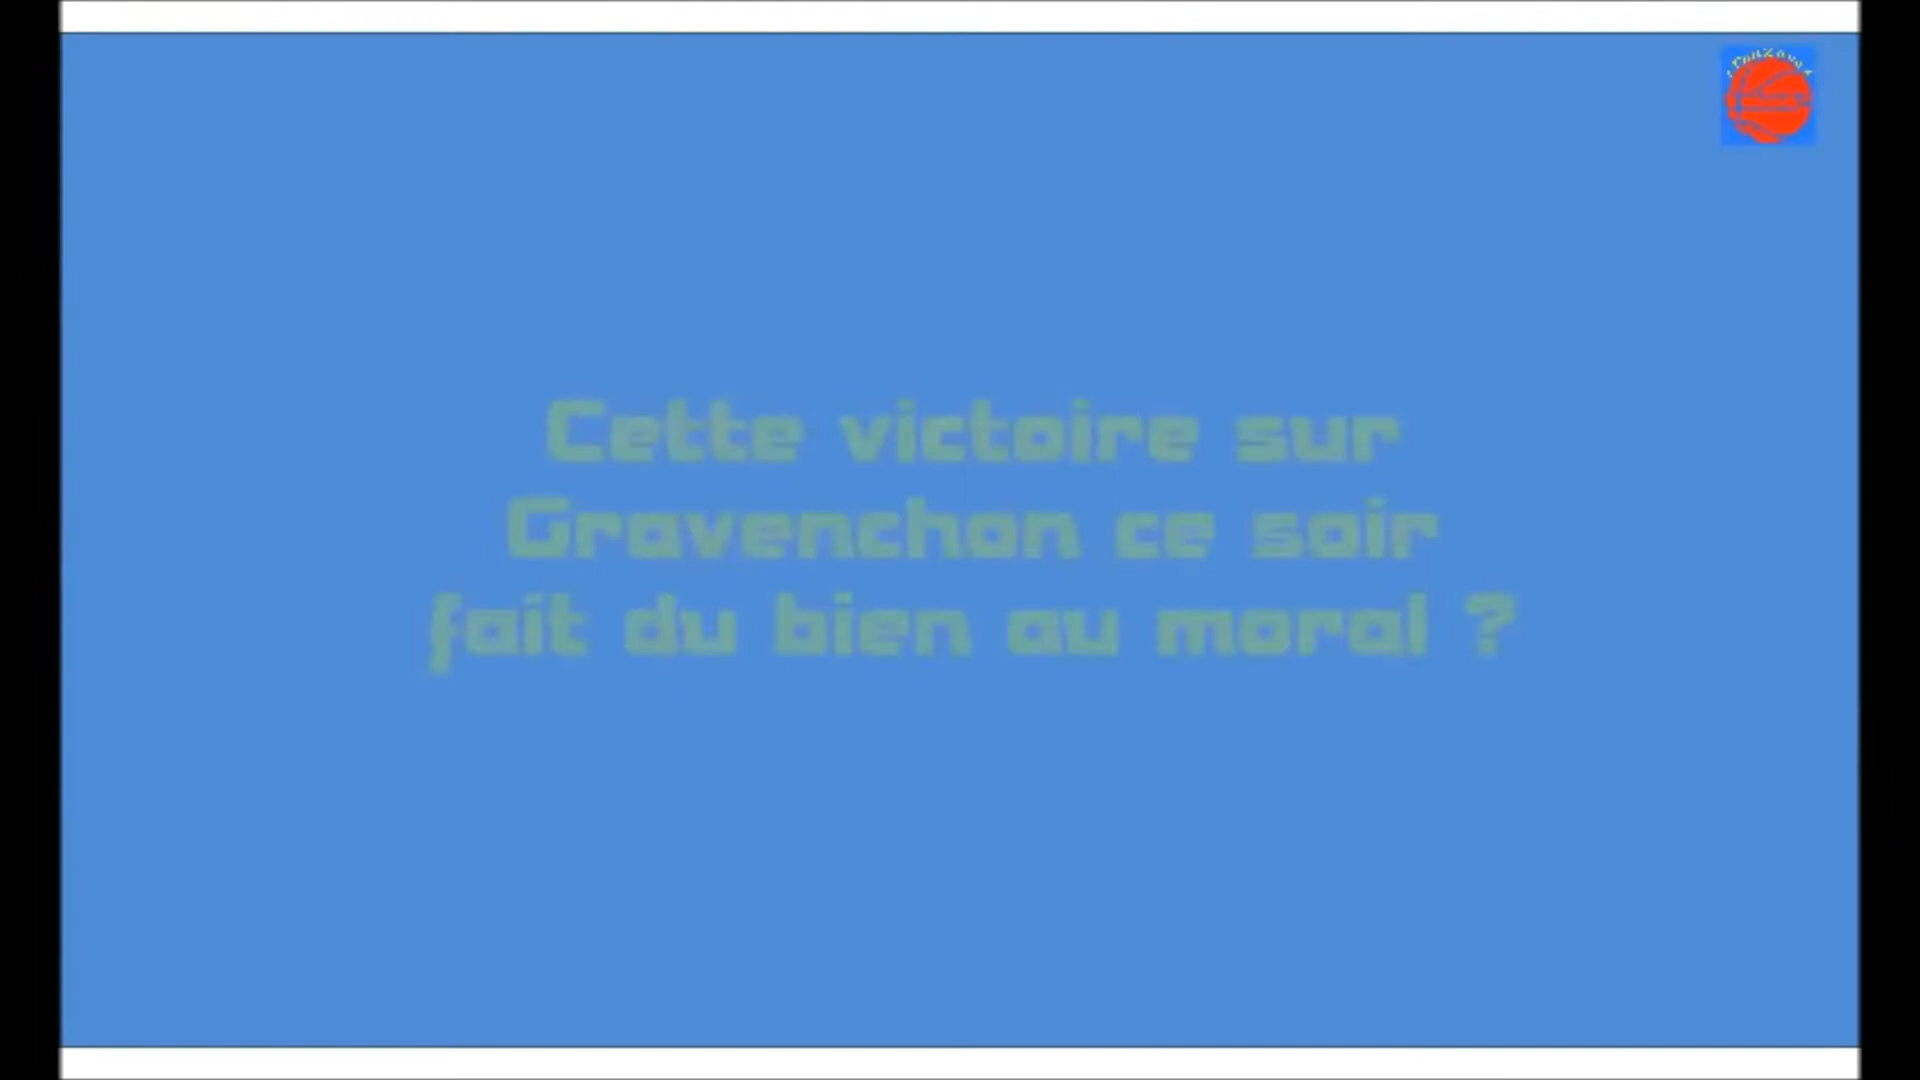 Cette victoire sur
Gravenchon ce soir
fait du bien au moral ?